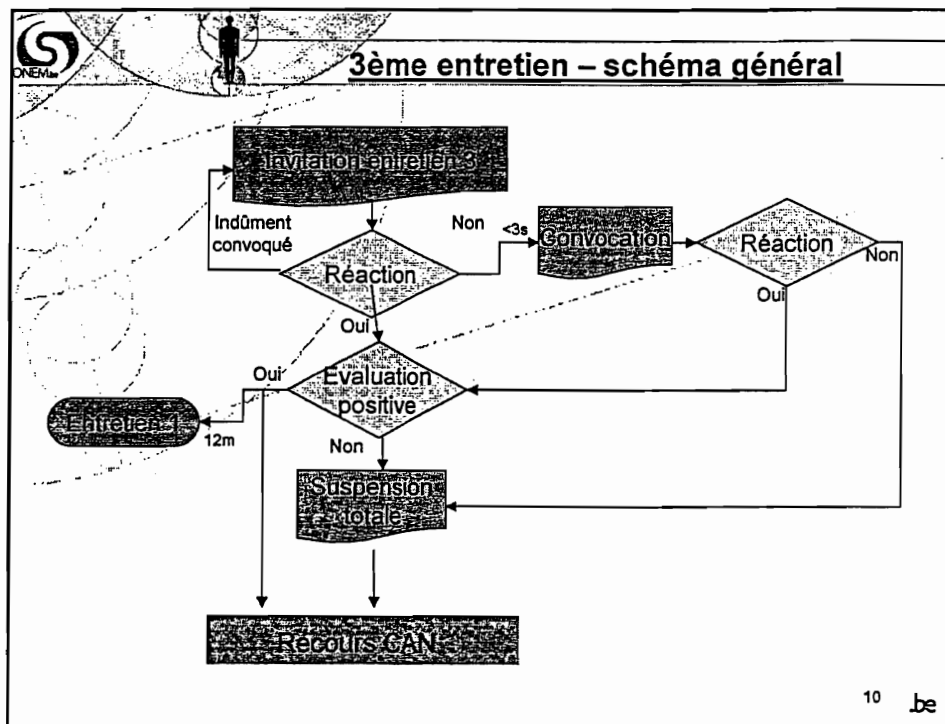 ONEM.be
3ème entretien – schéma général
Invitation entretien 3
Indûment
convoqué
Non
<3s
Convocation
Réaction
Non
Réaction
Oui
Oui
Oui
Evaluation
positive
Entretien 1
12m
Non
Suspension
totale
Recours CAN
10
.be